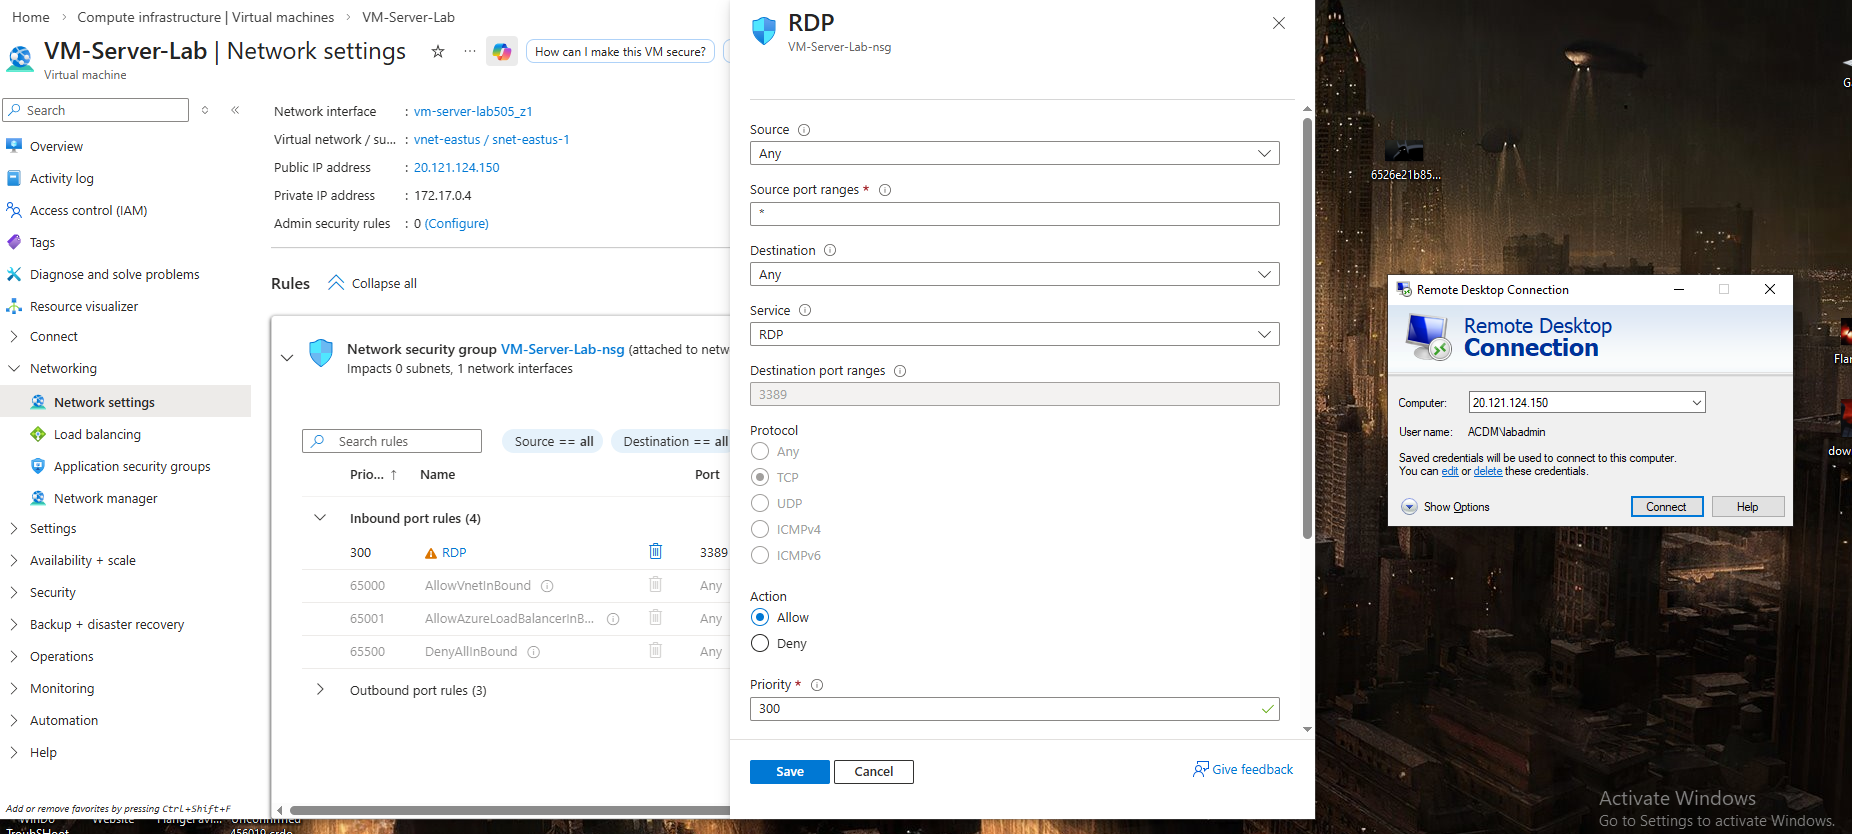 Home > Compute infrastructure | Virtual machines > VM-Server-Lab
VM-Server-Lab | Network settings
Virtual machine
How can I make this VM secure?
Search
Overview
Activity log
Access control (IAM)
Tags
Diagnose and solve problems
Resource visualizer
Connect
Networking
Network settings
Load balancing
Application security groups
Network manager
Settings
Availability + scale
Security
Backup + disaster recovery
Operations
Monitoring
Automation
Help
Add or remove favorites by pressing Ctrl+Shift+F
Network interface : vm-server-lab505_z1
Virtual network / su... : vnet-eastus / snet-eastus-1
Public IP address : 20.121.124.150
Private IP address : 172.17.0.4
Admin security rules : 0 (Configure)
Rules Collapse all
Network security group VM-Server-Lab-nsg (attached to netw
Impacts 0 subnets, 1 network interfaces
Search rules
Source == all
Destination == all
Prio... ↑ Name Port
Inbound port rules (4)
300 RDP 3389
65000 AllowVnetInBound Any
65001 AllowAzureLoadBalancerInB... Any
65500 DenyAllInBound Any
Outbound port rules (3)
RDP
VM-Server-Lab-nsg
Source
Any
Source port ranges *
*
Destination
Any
Service
RDP
Destination port ranges
3389
Protocol
Any
TCP
UDP
ICMPv4
ICMPv6
Action
Allow
Deny
Priority *
300
Save
Cancel
Give feedback
6526e21b85...
G
Flar
dow
Remote Desktop Connection
Remote Desktop
Connection
Computer: 20.121.124.150
User name: ACDM\labadmin
Saved credentials will be used to connect to this computer.
You can edit or delete these credentials.
Show Options
Connect
Help
Activate Windows
Go to Settings to activate Windows.